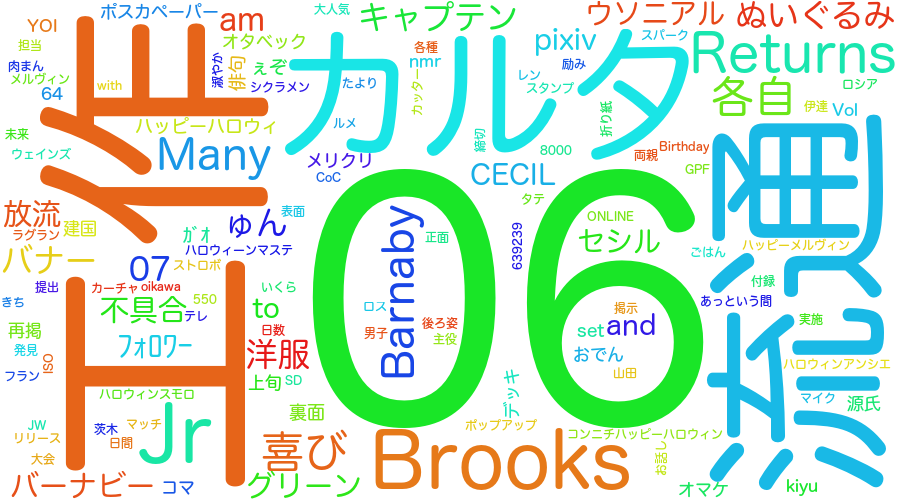 ポスカペーパー
大人気
キャプテン
ウソニアル
ぬいぐるみ
YOI
am
担当
オタベック
pixiv
スパーク
Returns
肉まん
淑やか
俳句
ぇぞ
たより
各種
nmr
カルタ
レン
励み
ロシア
メルヴィン
with
シクラメン
カッター
スタンプ
各自
64
折り紙
伊達
Vol
未来
ハッピーハロウィ
ルメ
締切
8000
ウェインズ
Many
メリクリ
両親
Birthday
CoC
CECIL
GPF
流通
放流
建国
ゅん
表面
タテ
ラグラン
ｶﾞｵ
Barnaby
正面
639239
ONLINE
セシル
ハッピーメルヴィン
バナー
ハロウィーンマステ
ごはん
ストロボ
07
06
付録
提出
カーチャ
oikawa
いくら
あっという間
きち
不具合
550
to
ロス
掲示
再掲
テレ
日数
男子
後ろ姿
主役
set
and
実施
発見
ﾌｫﾛﾜｰ
洋服
おでん
ハロウィンアンシエ
フラン
ISO
上旬
SD
山田
H
ハロウィンスモロ
デッキ
マイク
源氏
JW
茨木
マッチ
Jr
裏面
ポップアップ
リリース
日間
喜び
Brooks
コンニチハッピーハロウィン
大会
お話し
バーナビー
コマ
グリーン
オマケ
kiyu